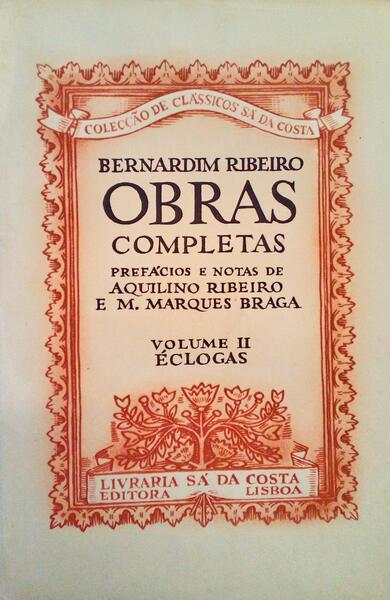 COLECÇÃO DE CLÁSSICOS SÁ DA COSTA
BERNARDIM RIBEIRO
OBRAS
COMPLETAS
PREFÁCIOS E NOTAS DE
AQUILINO RIBEIRO
E M. MARQUES BRAGA
VOLUME II
ÉCLOGAS
LIVRARIA SÁ DA COSTA
EDITORA LISBOA